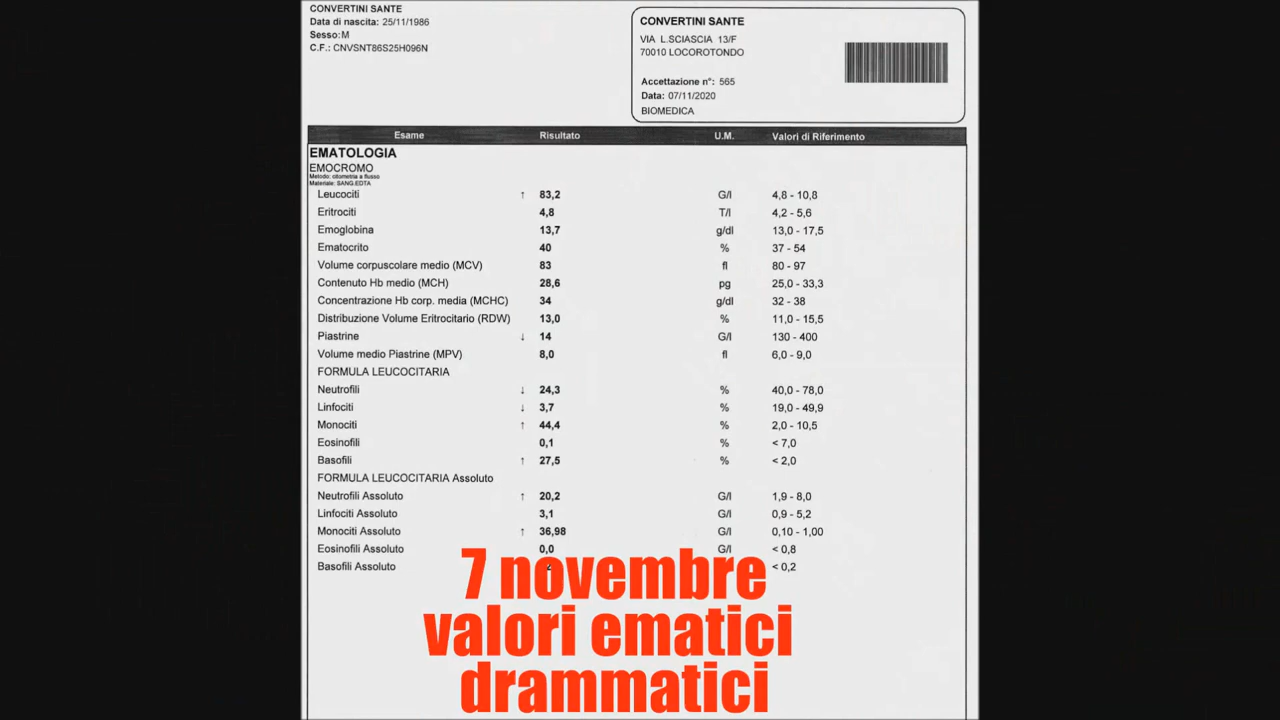 CONVERTINI SANTE
Data di nascita: 25/11/1986
Sesso: M
C.F.: CNVSNT86S25H096N
CONVERTINI SANTE
VIA L.SCIASCIA 13/F
70010 LOCOROTONDO
Accettazione n°: 565
Data: 07/11/2020
BIOMEDICA
Esame Risultato U.M. Valori di Riferimento
EMATOLOGIA
EMOCROMO
Metodo: citometria a flusso
Materiale: SANG.EDTA
Leucociti ↑ 83,2 G/l 4,8 - 10,8
Eritrociti 4,8 T/l 4,2 - 5,6
Emoglobina 13,7 g/dl 13,0 - 17,5
Ematocrito 40 % 37 - 54
Volume corpuscolare medio (MCV) 83 fl 80 - 97
Contenuto Hb medio (MCH) 28,6 pg 25,0 - 33,3
Concentrazione Hb corp. media (MCHC) 34 g/dl 32 - 38
Distribuzione Volume Eritrocitario (RDW) 13,0 % 11,0 - 15,5
Piastrine ↓ 14 G/l 130 - 400
Volume medio Piastrine (MPV) 8,0 fl 6,0 - 9,0
FORMULA LEUCOCITARIA
Neutrofili ↓ 24,3 % 40,0 - 78,0
Linfociti ↓ 3,7 % 19,0 - 49,9
Monociti ↑ 44,4 % 2,0 - 10,5
Eosinofili 0,1 % < 7,0
Basofili ↑ 27,5 % < 2,0
FORMULA LEUCOCITARIA Assoluto
Neutrofili Assoluto ↑ 20,2 G/l 1,9 - 8,0
Linfociti Assoluto 3,1 G/l 0,9 - 5,2
Monociti Assoluto ↑ 36,98 G/l 0,10 - 1,00
Eosinofili Assoluto 0,0 G/l < 0,8
Basofili Assoluto < 0,2
7 novembre
valori ematici
drammatici